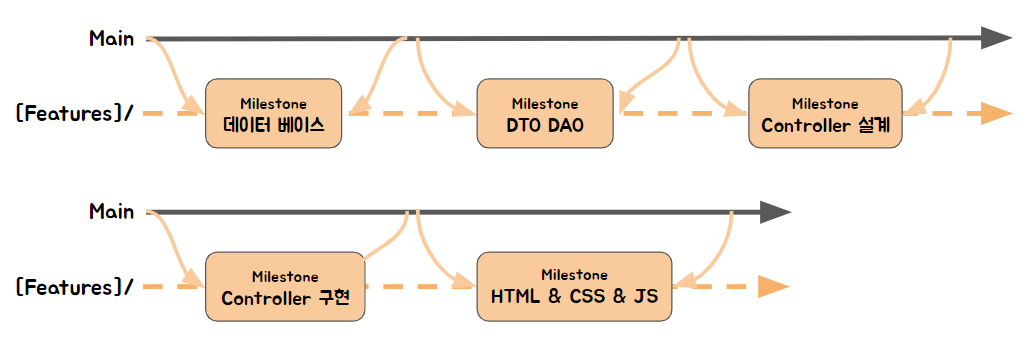 Main
[Features]/
Milestone
데이터 베이스
Milestone
DTO DAO
Milestone
Controller 설계
Main
[Features]/
Milestone
Controller 구현
Milestone
HTML & CSS & JS